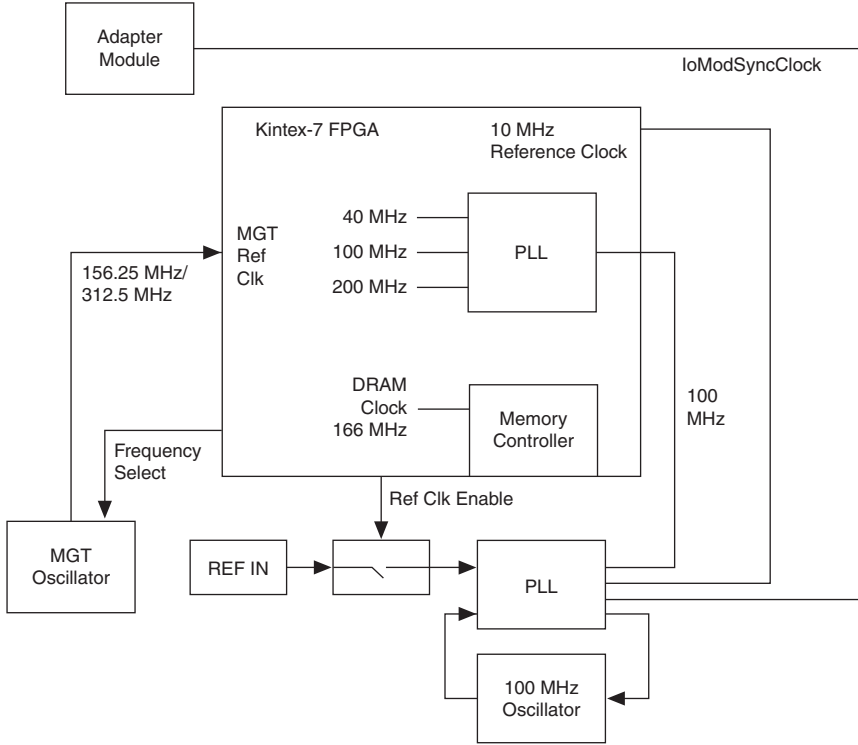 Adapter
Module
IoModSyncClock
Kintex-7 FPGA
10 MHz
Reference Clock
40 MHz
100 MHz
200 MHz
PLL
MGT
Ref
Clk
156.25 MHz/
312.5 MHz
DRAM
Clock
166 MHz
Memory
Controller
100
MHz
Frequency
Select
Ref Clk Enable
MGT
Oscillator
REF IN
PLL
100 MHz
Oscillator